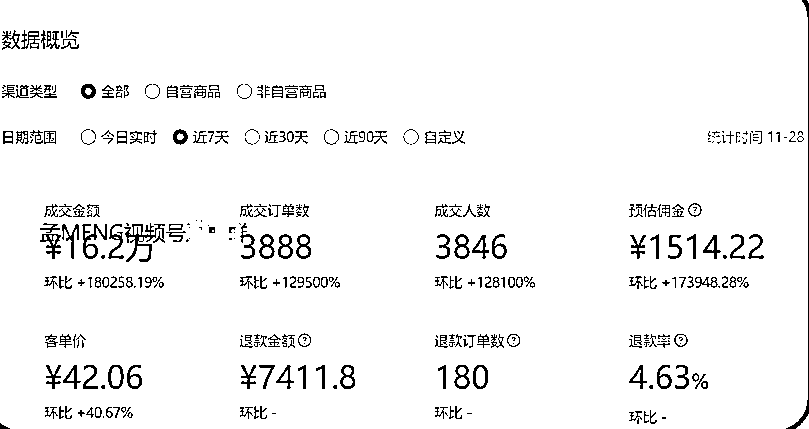 数据概览
渠道类型 全部 自营商品 非自营商品
日期范围 今日实时 近7天 近30天 近90天 自定义 统计时间 11-28
成交金额 成交订单数 成交人数 预估佣金
孟MENG视频号
¥16.2万 3888 3846 ¥1514.22
环比 +180258.19% 环比 +129500% 环比 +128100% 环比 +173948.28%
客单价 退款金额 退款订单数 退款率
¥42.06 ¥7411.8 180 4.63%
环比 +40.67% 环比 - 环比 - 环比 -